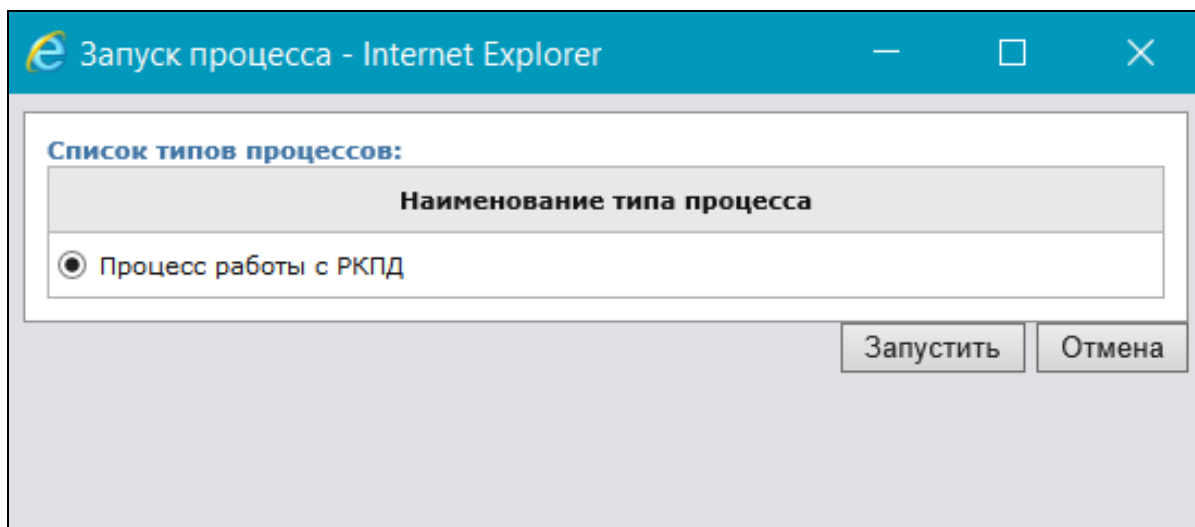 Запуск процесса - Internet Explorer
Список типов процессов:
Наименование типа процесса
Процесс работы с РКПД
Запустить Отмена